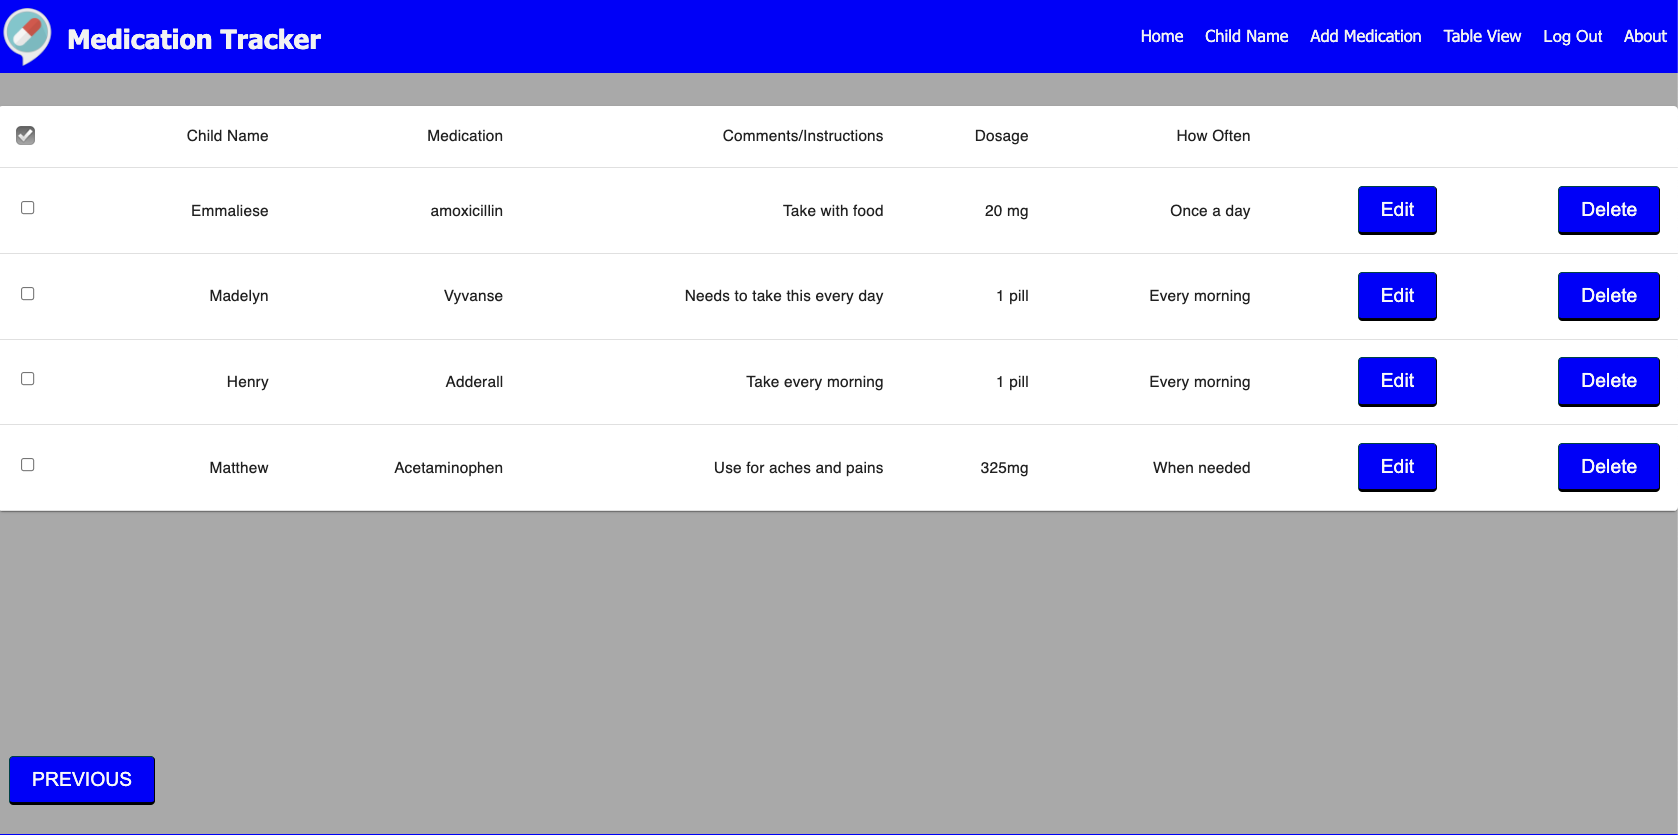 Medication Tracker Home Child Name Add Medication Table View Log Out About
Child Name Medication Comments/Instructions Dosage How Often
Emmaliese amoxicillin Take with food 20 mg Once a day Edit Delete
Madelyn Vyvanse Needs to take this every day 1 pill Every morning Edit Delete
Henry Adderall Take every morning 1 pill Every morning Edit Delete
Matthew Acetaminophen Use for aches and pains 325mg When needed Edit Delete
PREVIOUS